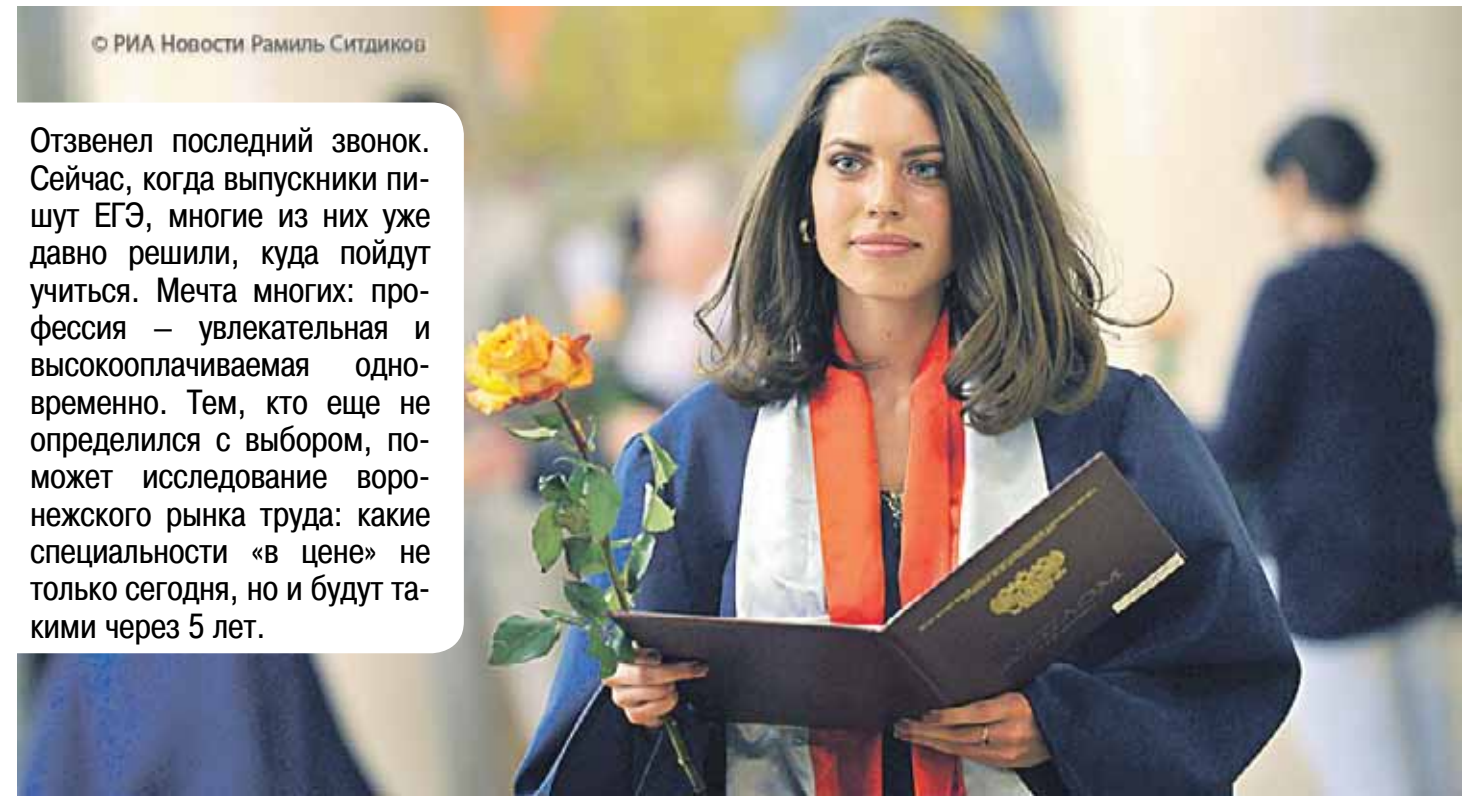 © РИА Новости Рамиль Ситдиков
Отзвенел последний звонок.
Сейчас, когда выпускники пи-
шут ЕГЭ, многие из них уже
давно решили, куда пойдут
учиться. Мечта многих: про-
фессия – увлекательная и
высокооплачиваемая одно-
временно. Тем, кто еще не
определился с выбором, по-
может исследование воро-
нежского рынка труда: какие
специальности «в цене» не
только сегодня, но и будут та-
кими через 5 лет.